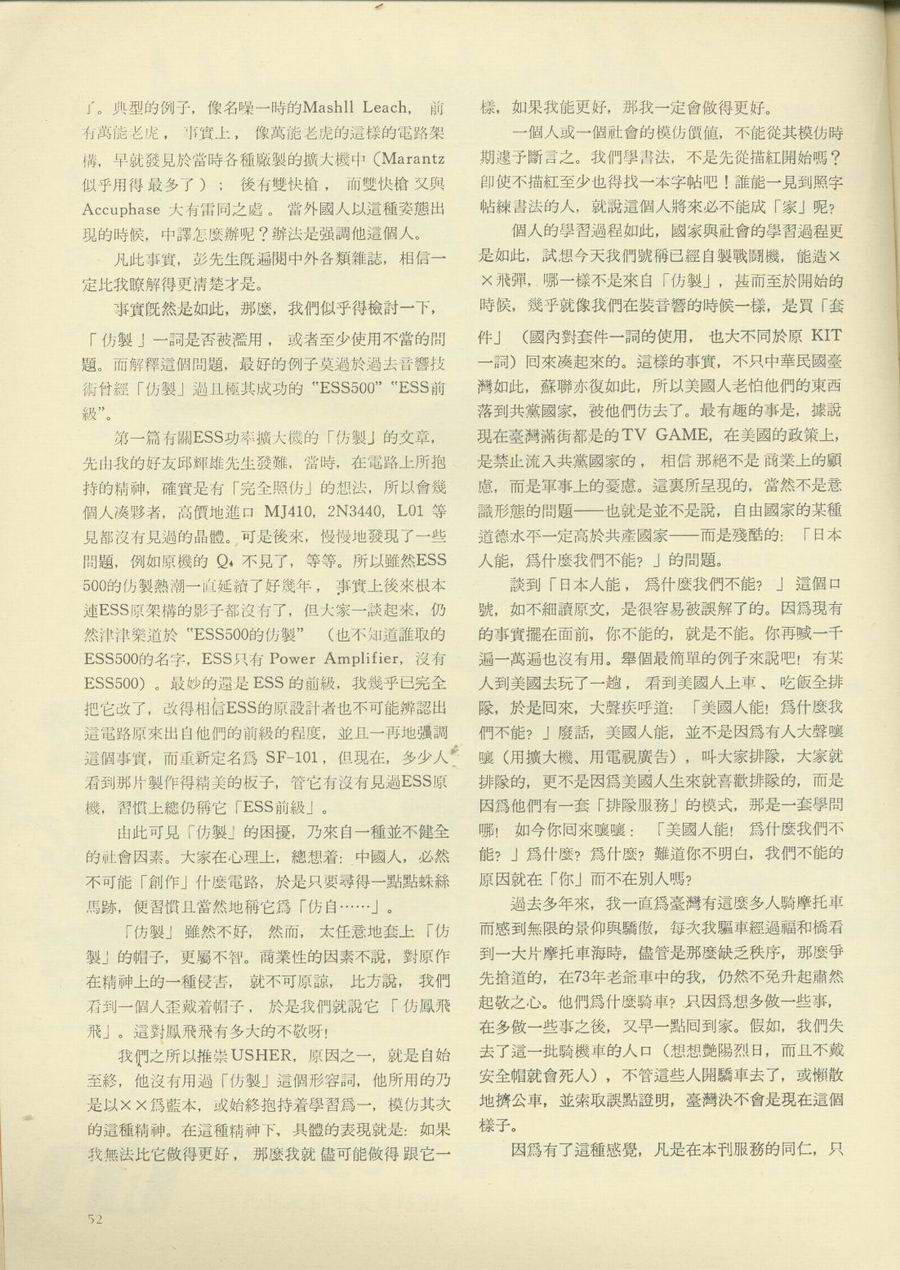 了。典型的例子，像名噪一時的Mashll Leach， 前
有萬能老虎， 事實上， 像萬能老虎的這樣的電路架
構，早就發見於當時各種廠製的擴大機中（Marantz
似乎用得最多了）； 後有雙快槍， 而雙快槍又與
Accuphase 大有雷同之處。 當外國人以這種姿態出
現的時候，中譯怎麼辦呢？辦法是强調他這個人。
凡此事實，彭先生既遍閱中外各類雜誌，相信一
定比我瞭解得更清楚才是。
事實既然是如此，那麼，我們似乎得檢討一下，
「仿製」一詞是否被濫用， 或者至少使用不當的問
題。而解釋這個問題，最好的例子莫過於過去音響技
術曾經「仿製」過且極其成功的“ESS500”“ESS前
級”。
第一篇有關ESS功率擴大機的「仿製」的文章，
先由我的好友邱輝雄先生發難，當時，在電路上所抱
持的精神，確實是有「完全照仿」的想法，所以會幾
個人湊夥者，高價地進口 MJ410，2N3440，L01 等
見都沒有見過的晶體。可是後來，慢慢地發現了一些
問題，例如原機的 Q₄ 不見了，等等。所以雖然ESS
500的仿製熱潮一直延續了好幾年， 事實上後來根本
連ESS原架構的影子都沒有了，但大家一談起來，仍
然津津樂道於“ESS500的仿製” （也不知道誰取的
ESS500的名字，ESS只有 Power Amplifier，沒有
ESS500）。最妙的還是 ESS 的前級，我幾乎已完全
把它改了，改得相信ESS的原設計者也不可能辨認出
這電路原來出自他們的前級的程度，並且一再地强調
這個事實，而重新定名爲 SF-101，但現在，多少人
看到那片製作得精美的板子，管它有沒有見過ESS原
機，習慣上總仍稱它「ESS前級」。
由此可見「仿製」的困擾，乃來自一種並不健全
的社會因素。大家在心理上，總想着：中國人，必然
不可能「創作」什麼電路，於是只要尋得一點點蛛絲
馬跡，便習慣且當然地稱它爲「仿自……」。
「仿製」雖然不好，然而， 太任意地套上「仿
製」的帽子，更屬不智。商業性的因素不說，對原作
在精神上的一種侵害， 就不可原諒， 比方說， 我們
看到一個人歪戴着帽子， 於是我們就說它「仿鳳飛
飛」。這對鳳飛飛有多大的不敬呀！
我們之所以推崇USHER，原因之一，就是自始
至終，他沒有用過「仿製」這個形容詞，他所用的乃
是以××爲藍本，或始終抱持着學習爲一，模仿其次
的這種精神。在這種精神下，具體的表現就是：如果
我無法比它做得更好， 那麼我就儘可能做得跟它一
樣，如果我能更好，那我一定會做得更好。
一個人或一個社會的模仿價値，不能從其模仿時
期遽予斷言之。我們學書法，不是先從描紅開始嗎？
卽使不描紅至少也得找一本字帖吧！誰能一見到照字
帖練書法的人，就說這個人將來必不能成「家」呢？
個人的學習過程如此，國家與社會的學習過程更
是如此，試想今天我們號稱已經自製戰鬪機，能造×
×飛彈，哪一樣不是來自「仿製」，甚而至於開始的
時候，幾乎就像我們在裝音響的時候一樣，是買「套
件」（國內對套件一詞的使用， 也大不同於原 KIT
一詞）回來湊起來的。這樣的事實，不只中華民國臺
灣如此，蘇聯亦復如此，所以美國人老怕他們的東西
落到共黨國家，被他們仿去了。最有趣的事是，據說
現在臺灣滿街都是的TV GAME，在美國的政策上，
是禁止流入共黨國家的， 相信那絕不是商業上的顧
慮，而是軍事上的憂慮。這裏所呈現的，當然不是意
識形態的問題——也就是並不是說，自由國家的某種
道德水平一定高於共產國家——而是殘酷的：「日本
人能，爲什麼我們不能？」的問題。
談到「日本人能，爲什麼我們不能？」這個口
號，如不細讀原文，是很容易被誤解了的。因爲現有
的事實擺在面前，你不能的，就是不能。你再喊一千
遍一萬遍也沒有用。舉個最簡單的例子來說吧！有某
人到美國去玩了一趟， 看到美國人上車、吃飯全排
隊，於是回來，大聲疾呼道：「美國人能！爲什麼我
們不能？」廢話，美國人能，並不是因爲有人大聲嚷
嚷（用擴大機、用電視廣告），叫大家排隊，大家就
排隊的，更不是因爲美國人生來就喜歡排隊的，而是
因爲他們有一套「排隊服務」的模式，那是一套學問
哪！如今你回來嚷嚷：「美國人能！爲什麼我們不
能？」爲什麼？爲什麼？難道你不明白，我們不能的
原因就在「你」而不在別人嗎？
過去多年來，我一直爲臺灣有這麼多人騎摩托車
而感到無限的景仰與驕傲，每次我驅車經過福和橋看
到一大片摩托車海時，儘管是那麼缺乏秩序，那麼爭
先搶道的，在73年老爺車中的我，仍然不免升起肅然
起敬之心。他們爲什麼騎車？只因爲想多做一些事，
在多做一些事之後，又早一點回到家。假如，我們失
去了這一批騎機車的人口（想想艷陽烈日，而且不戴
安全帽就會死人），不管這些人開驕車去了，或懶散
地擠公車，並索取誤點證明，臺灣決不會是現在這個
樣子。
因爲有了這種感覺，凡是在本刊服務的同仁，只
52